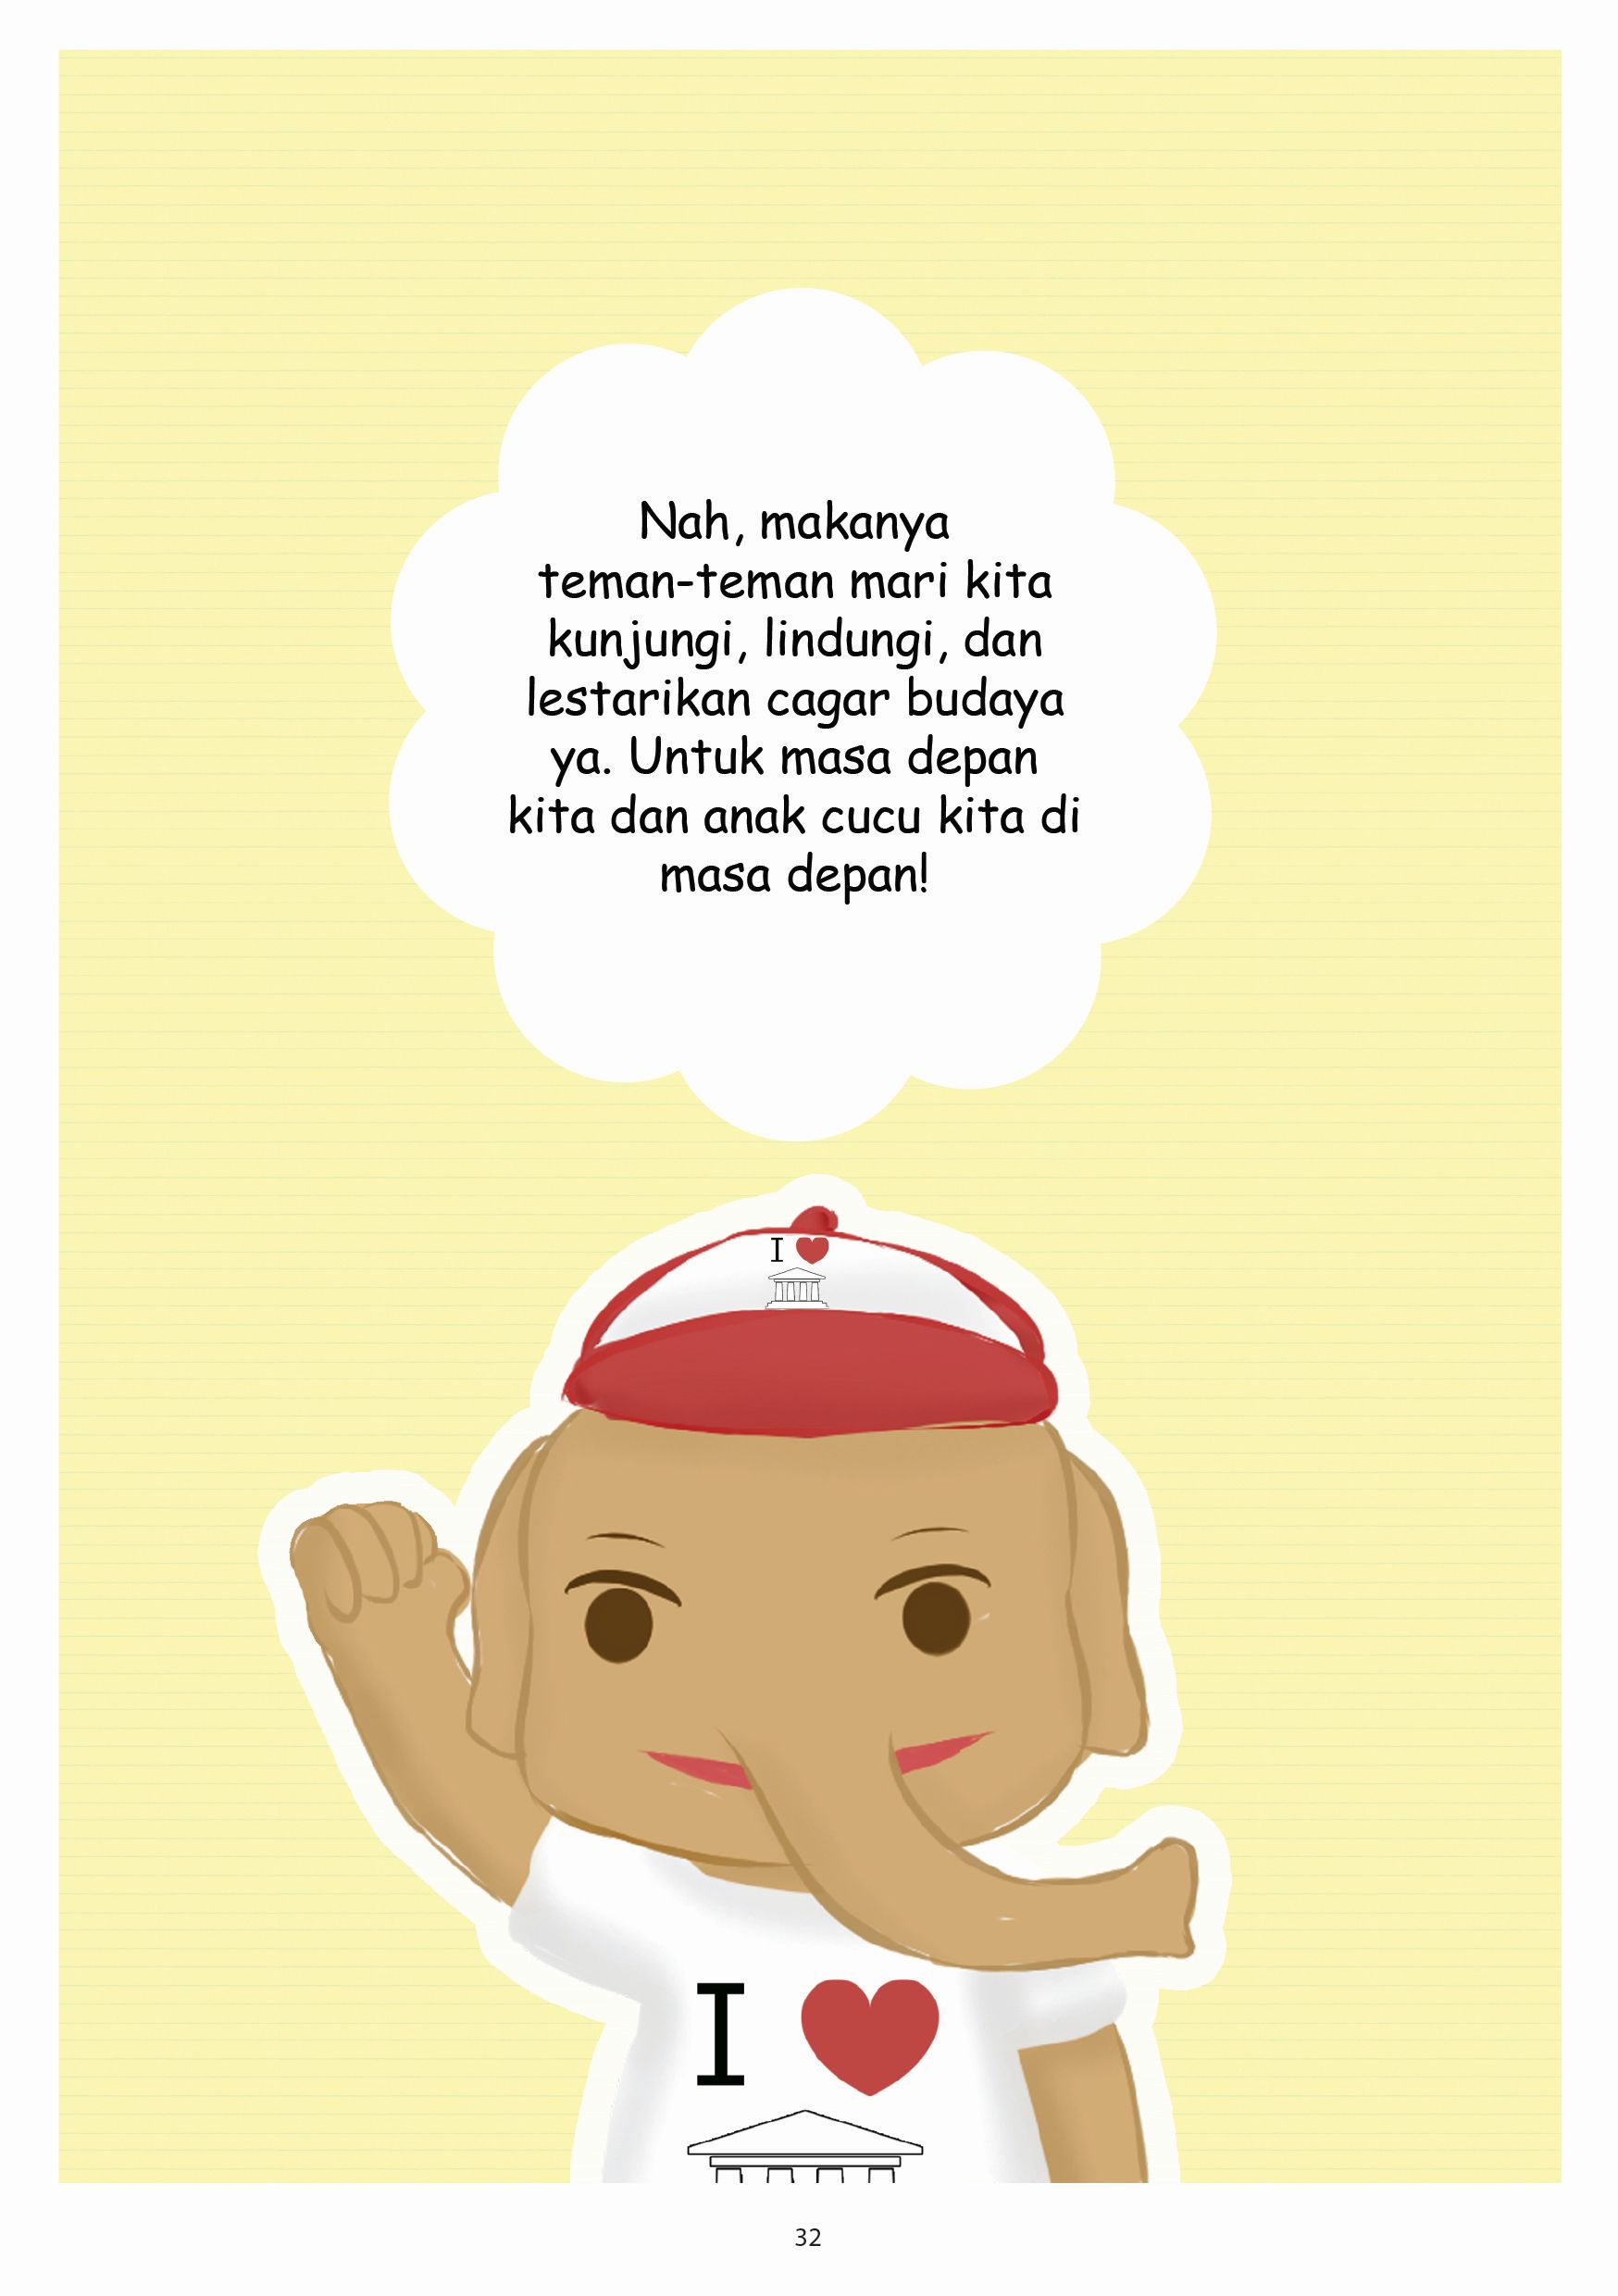 Nah, makanya
teman-teman mari kita
kunjungi, lindungi, dan
lestarikan cagar budaya
ya. Untuk masa depan
kita dan anak cucu kita di
masa depan!
I
I
32